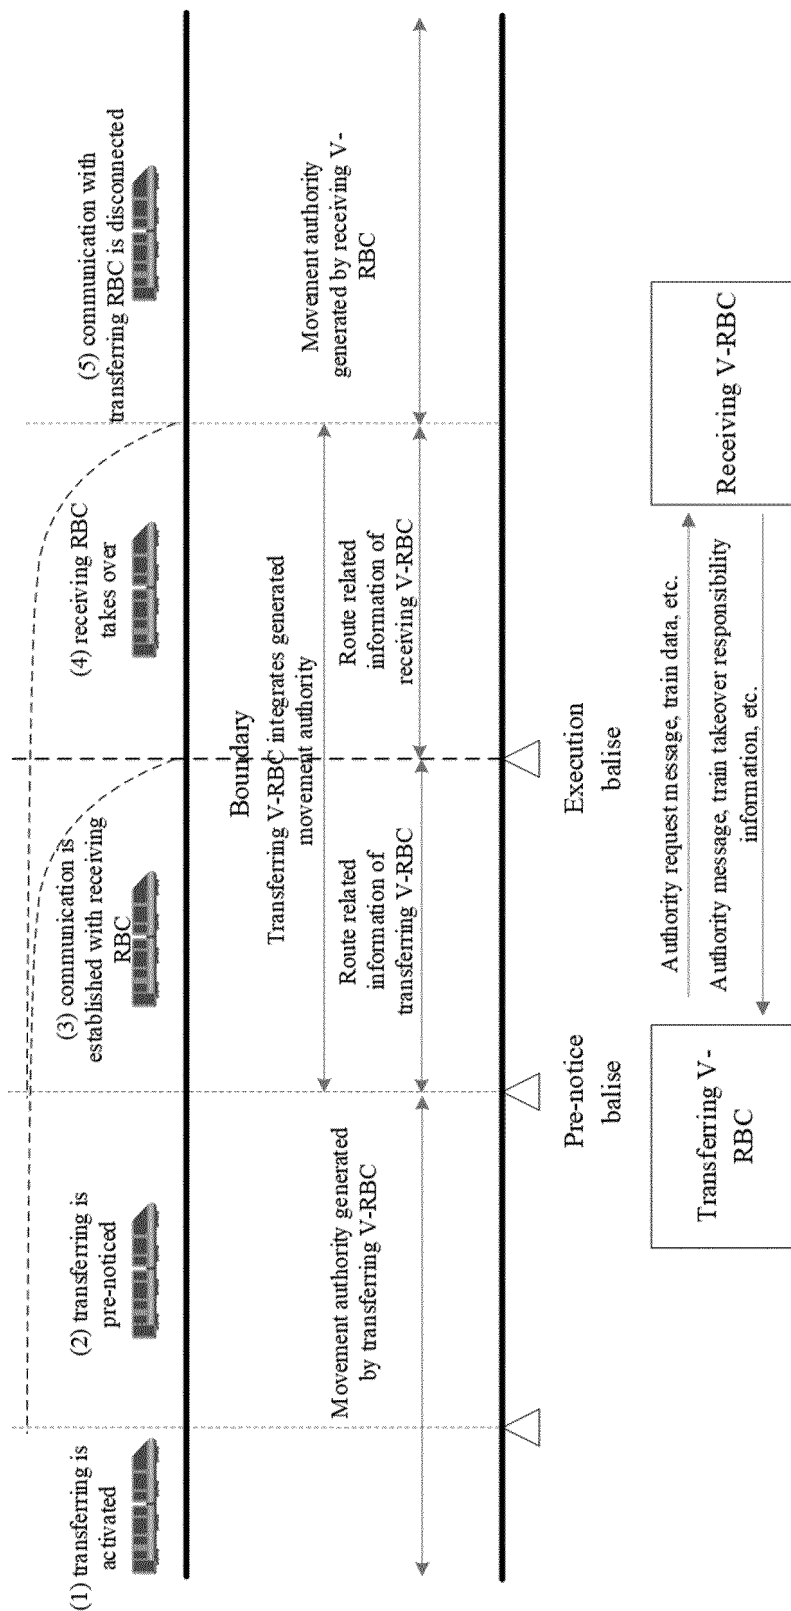 (1) transferring is
activated
(2) transferring is
pre-noticed
(3) communication is
established with receiving
RBC
(4) receiving RBC
takes over
(5) communication with
transferring RBC is disconnected
Boundary
Transferring V-RBC integrates generated
movement authority
Movement authority generated
by transferring V-RBC
Route related
information of
transferring V-RBC
Route related
information of
receiving V-RBC
Movement authority
generated by receiving V-
RBC
Pre-notice
balise
Execution
balise
Transferring V-
RBC
Authority request message, train data, etc.
Authority message, train takeover responsibility
information, etc.
Receiving V-RBC